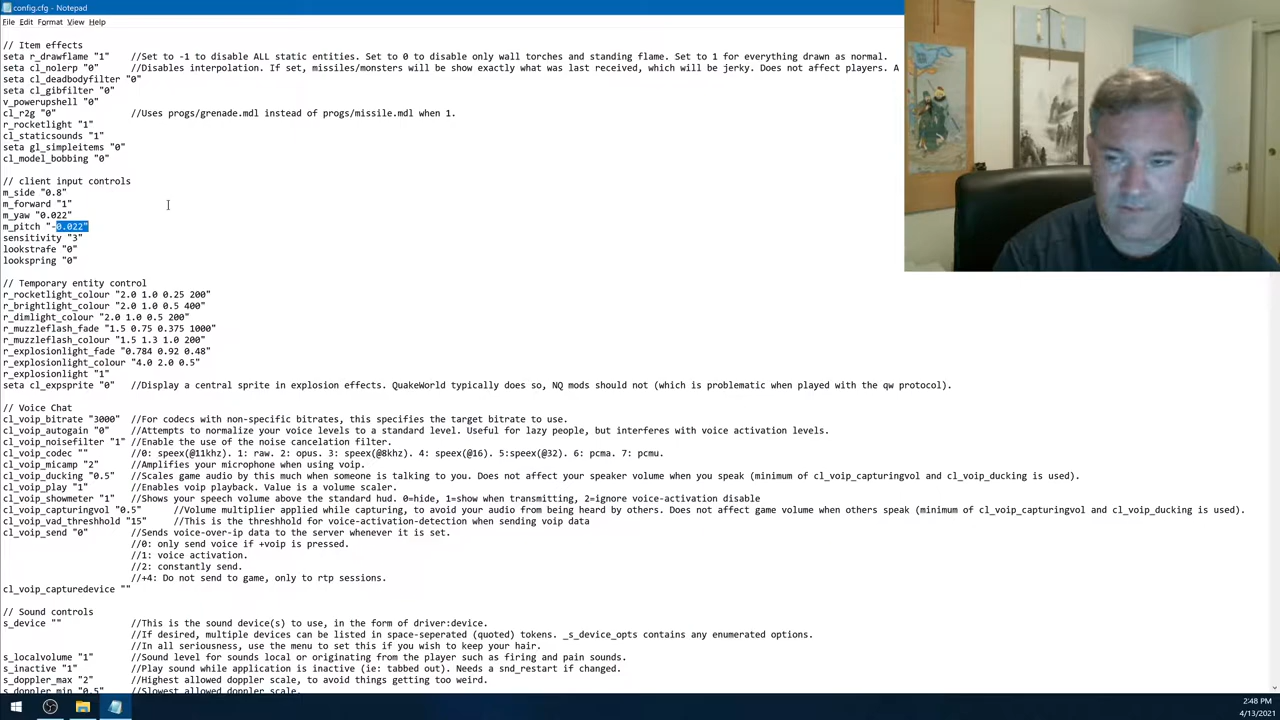 config.cfg - Notepad
File Edit Format View Help
// Item effects
seta r_drawflame "1" //Set to -1 to disable ALL static entities. Set to 0 to disable only wall torches and standing flame. Set to 1 for everything drawn as normal.
seta cl_nolerp "0" //Disables interpolation. If set, missiles/monsters will be show exactly what was last received, which will be jerky. Does not affect players. A
seta cl_deadbodyfilter "0"
seta cl_gibfilter "0"
v_powerupshell "0"
cl_r2g "0" //Uses progs/grenade.mdl instead of progs/missile.mdl when 1.
r_rocketlight "1"
cl_staticsounds "1"
seta gl_simpleitems "0"
cl_model_bobbing "0"
// client input controls
m_side "0.8"
m_forward "1"
m_yaw "0.022"
m_pitch "-0.022"
sensitivity "3"
lookstrafe "0"
lookspring "0"
// Temporary entity control
r_rocketlight_colour "2.0 1.0 0.25 200"
r_brightlight_colour "2.0 1.0 0.5 400"
r_dimlight_colour "2.0 1.0 0.5 200"
r_muzzleflash_fade "1.5 0.75 0.375 1000"
r_muzzleflash_colour "1.5 1.3 1.0 200"
r_explosionlight_fade "0.784 0.92 0.48"
r_explosionlight_colour "4.0 2.0 0.5"
r_explosionlight "1"
seta cl_expsprite "0" //Display a central sprite in explosion effects. QuakeWorld typically does so, NQ mods should not (which is problematic when played with the qw protocol).
// Voice Chat
cl_voip_bitrate "3000" //For codecs with non-specific bitrates, this specifies the target bitrate to use.
cl_voip_autogain "0" //Attempts to normalize your voice levels to a standard level. Useful for lazy people, but interferes with voice activation levels.
cl_voip_noisefilter "1" //Enable the use of the noise cancelation filter.
cl_voip_codec "" //0: speex(@11khz). 1: raw. 2: opus. 3: speex(@8khz). 4: speex(@16). 5:speex(@32). 6: pcma. 7: pcmu.
cl_voip_micamp "2" //Amplifies your microphone when using voip.
cl_voip_ducking "0.5" //Scales game audio by this much when someone is talking to you. Does not affect your speaker volume when you speak (minimum of cl_voip_capturingvol and cl_voip_ducking is used).
cl_voip_play "1" //Enables voip playback. Value is a volume scaler.
cl_voip_showmeter "1" //Shows your speech volume above the standard hud. 0=hide, 1=show when transmitting, 2=ignore voice-activation disable
cl_voip_capturingvol "0.5" //Volume multiplier applied while capturing, to avoid your audio from being heard by others. Does not affect game volume when others speak (minimum of cl_voip_capturingvol and cl_voip_ducking is used).
cl_voip_vad_threshhold "15" //This is the threshhold for voice-activation-detection when sending voip data
cl_voip_send "0" //Sends voice-over-ip data to the server whenever it is set.
//0: only send voice if +voip is pressed.
//1: voice activation.
//2: constantly send.
//+4: Do not send to game, only to rtp sessions.
cl_voip_capturedevice ""
// Sound controls
s_device "" //This is the sound device(s) to use, in the form of driver:device.
//If desired, multiple devices can be listed in space-seperated (quoted) tokens. _s_device_opts contains any enumerated options.
//In all seriousness, use the menu to set this if you wish to keep your hair.
s_localvolume "1" //Sound level for sounds local or originating from the player such as firing and pain sounds.
s_inactive "1" //Play sound while application is inactive (ie: tabbed out). Needs a snd_restart if changed.
s_doppler_max "2" //Highest allowed doppler scale, to avoid things getting too weird.
s_doppler_min "0.5" //Slowest allowed doppler scale.
2:48 PM
4/13/2021